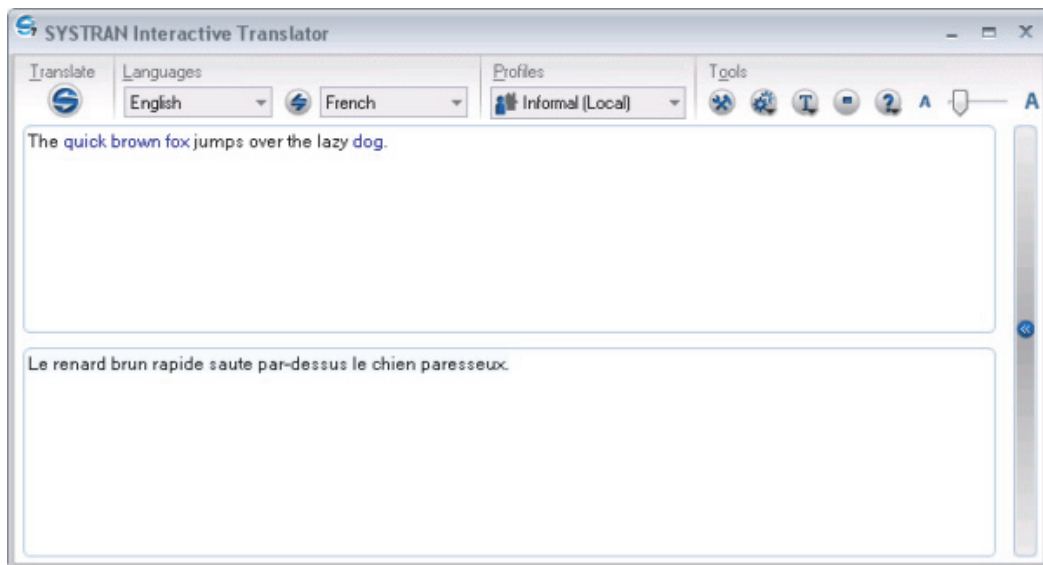 SYSTRAN Interactive Translator
Translate Languages Profiles Tools
English French Informal (Local) T ? A A
The quick brown fox jumps over the lazy dog.
Le renard brun rapide saute par-dessus le chien paresseux.